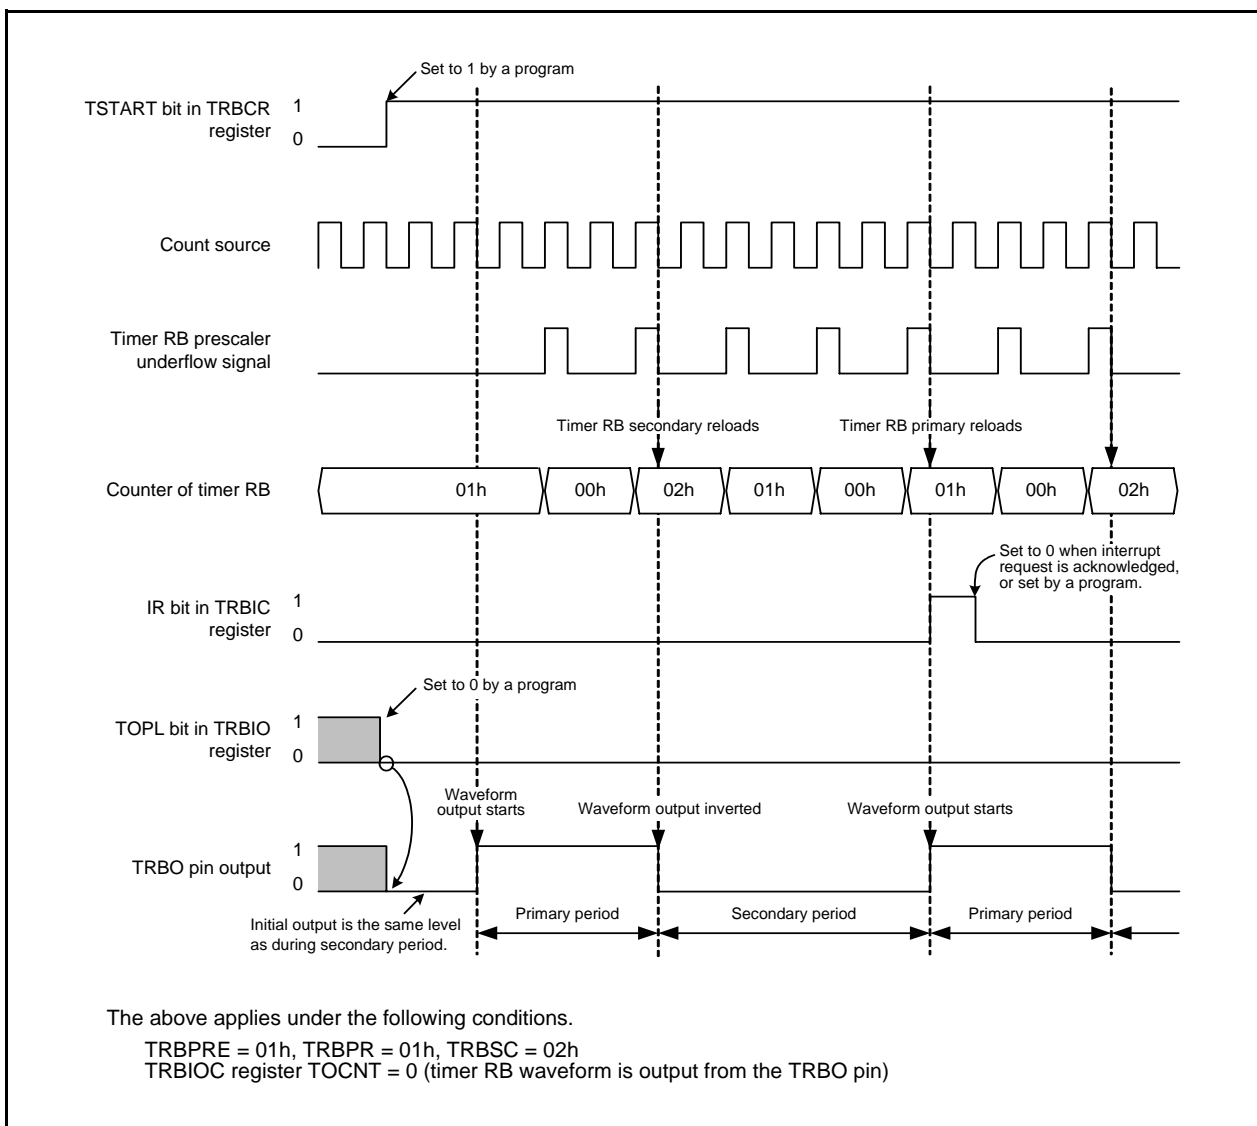 Set to 1 by a program
TSTART bit in TRBCR
register
1
0
Count source
Timer RB prescaler
underflow signal
Timer RB secondary reloads
Timer RB primary reloads
Counter of timer RB
01h
00h
02h
01h
00h
01h
00h
02h
Set to 0 when interrupt
request is acknowledged,
or set by a program.
IR bit in TRBIC
register
1
0
Set to 0 by a program
TOPL bit in TRBIO
register
1
0
Waveform
output starts
Waveform output inverted
Waveform output starts
TRBO pin output
1
0
Initial output is the same level
as during secondary period.
Primary period
Secondary period
Primary period
The above applies under the following conditions.
TRBPRE = 01h, TRBPR = 01h, TRBSC = 02h
TRBIOC register TOCNT = 0 (timer RB waveform is output from the TRBO pin)